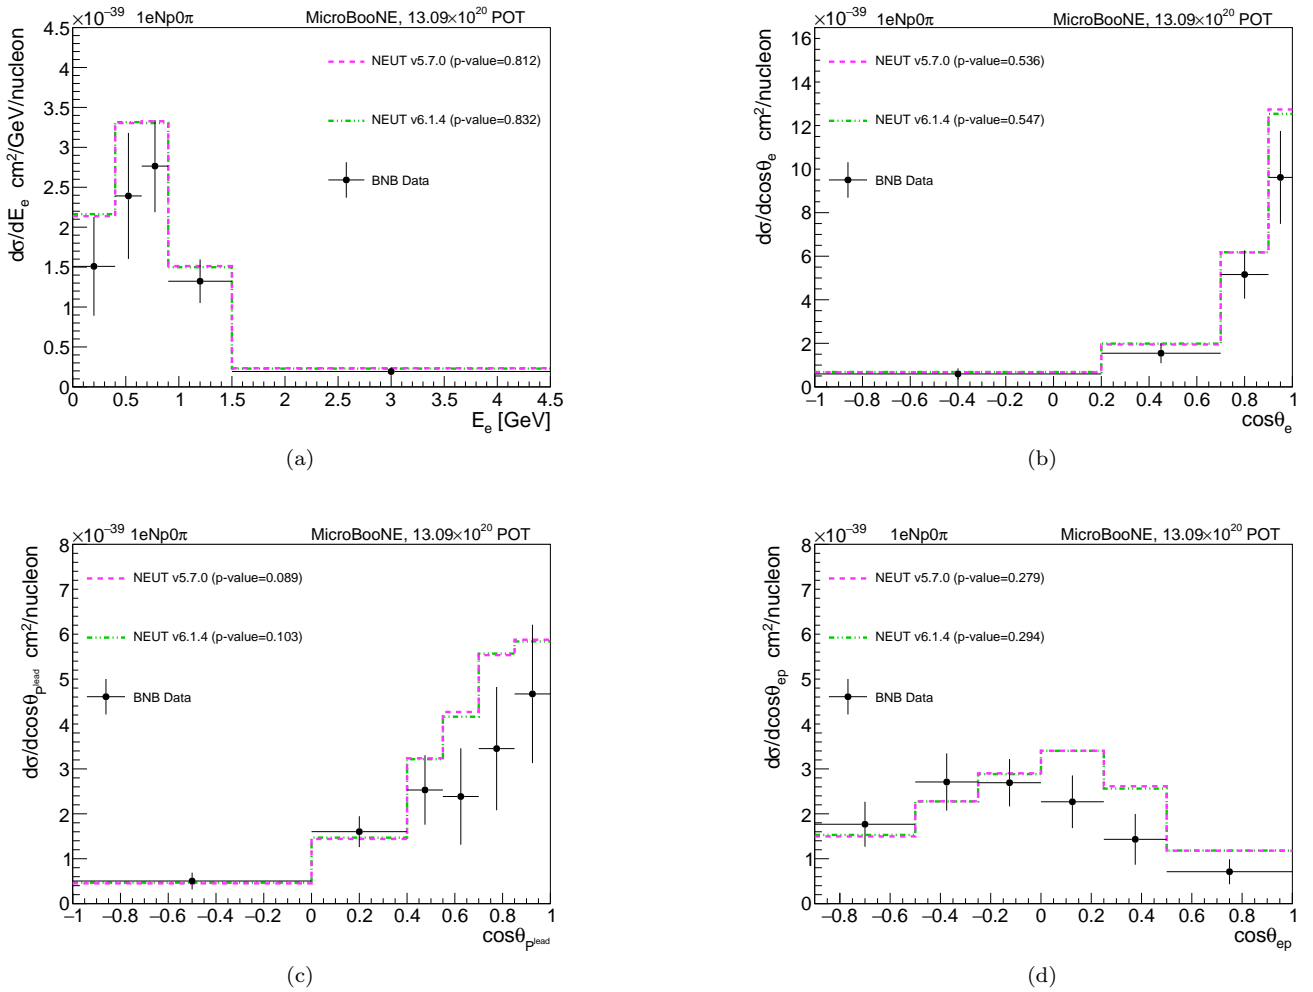 ×10⁻³⁹ 1eNp0π MicroBooNE, 13.09×10²⁰ POT
dσ/dE_e cm²/GeV/nucleon
4.5
4
3.5
3
2.5
2
1.5
1
0.5
0
NEUT v5.7.0 (p-value=0.812)
NEUT v6.1.4 (p-value=0.832)
BNB Data
0 0.5 1 1.5 2 2.5 3 3.5 4 4.5
E_e [GeV]
(a)
×10⁻³⁹ 1eNp0π MicroBooNE, 13.09×10²⁰ POT
dσ/dcosθ_e cm²/nucleon
16
14
12
10
8
6
4
2
0
NEUT v5.7.0 (p-value=0.536)
NEUT v6.1.4 (p-value=0.547)
BNB Data
−1 −0.8 −0.6 −0.4 −0.2 0 0.2 0.4 0.6 0.8 1
cosθ_e
(b)
×10⁻³⁹ 1eNp0π MicroBooNE, 13.09×10²⁰ POT
dσ/dcosθ_P^lead cm²/nucleon
8
7
6
5
4
3
2
1
0
NEUT v5.7.0 (p-value=0.089)
NEUT v6.1.4 (p-value=0.103)
BNB Data
−1 −0.8 −0.6 −0.4 −0.2 0 0.2 0.4 0.6 0.8 1
cosθ_P^lead
(c)
×10⁻³⁹ 1eNp0π MicroBooNE, 13.09×10²⁰ POT
dσ/dcosθ_ep cm²/nucleon
8
7
6
5
4
3
2
1
0
NEUT v5.7.0 (p-value=0.279)
NEUT v6.1.4 (p-value=0.294)
BNB Data
−0.8 −0.6 −0.4 −0.2 0 0.2 0.4 0.6 0.8 1
cosθ_ep
(d)